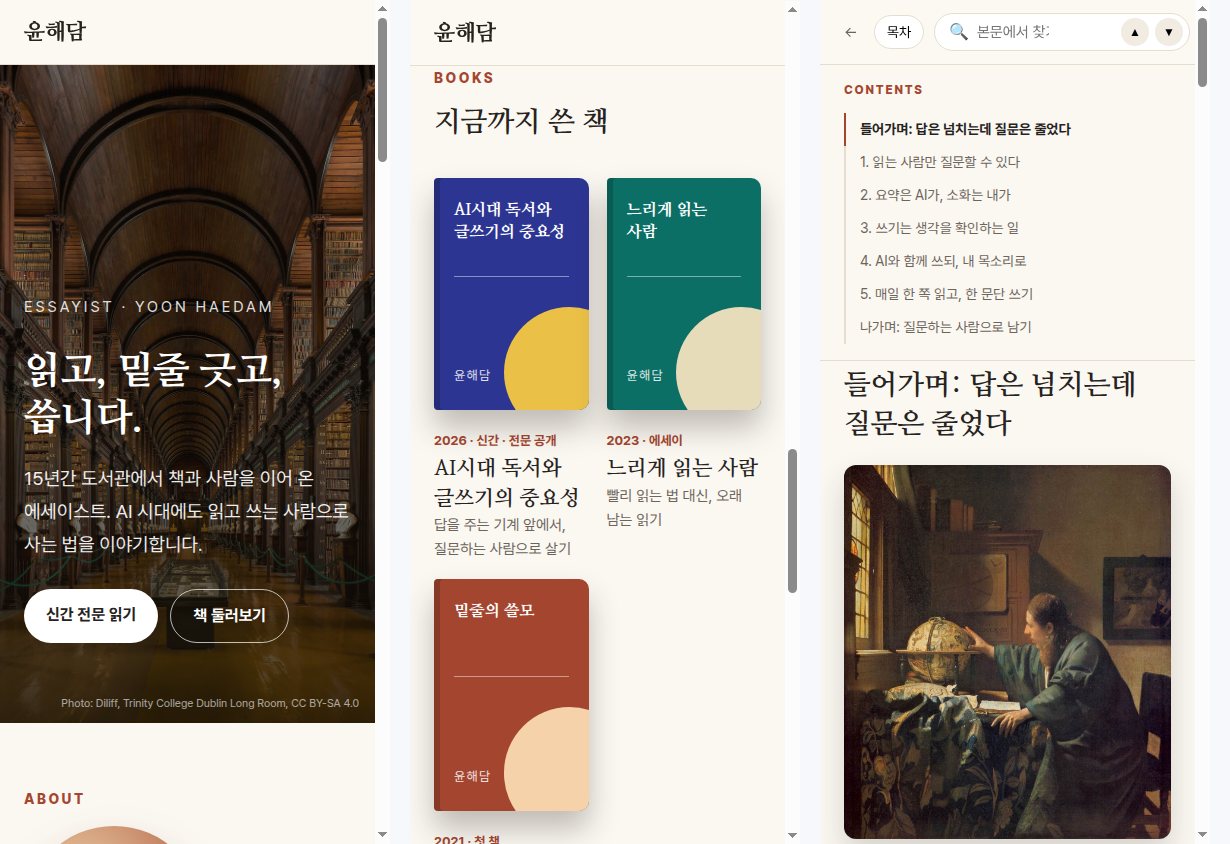 윤해담
ESSAYIST · YOON HAEDAM
읽고, 밑줄 긋고,
씁니다.
15년간 도서관에서 책과 사람을 이어 온
에세이스트. AI 시대에도 읽고 쓰는 사람으로
사는 법을 이야기합니다.
신간 전문 읽기
책 둘러보기
Photo: Diliff, Trinity College Dublin Long Room, CC BY-SA 4.0
ABOUT
윤해담
BOOKS
지금까지 쓴 책
AI시대 독서와
글쓰기의 중요성
윤해담
2026 · 신간 · 전문 공개
AI시대 독서와
글쓰기의 중요성
답을 주는 기계 앞에서,
질문하는 사람으로 살기
느리게 읽는
사람
윤해담
2023 · 에세이
느리게 읽는 사람
빨리 읽는 법 대신, 오래
남는 읽기
밑줄의 쓸모
윤해담
2021 · 첫 책
← 목차
본문에서 찾
▲ ▼
CONTENTS
들어가며: 답은 넘치는데 질문은 줄었다
1. 읽는 사람만 질문할 수 있다
2. 요약은 AI가, 소화는 내가
3. 쓰기는 생각을 확인하는 일
4. AI와 함께 쓰되, 내 목소리로
5. 매일 한 쪽 읽고, 한 문단 쓰기
나가며: 질문하는 사람으로 남기
들어가며: 답은 넘치는데
질문은 줄었다